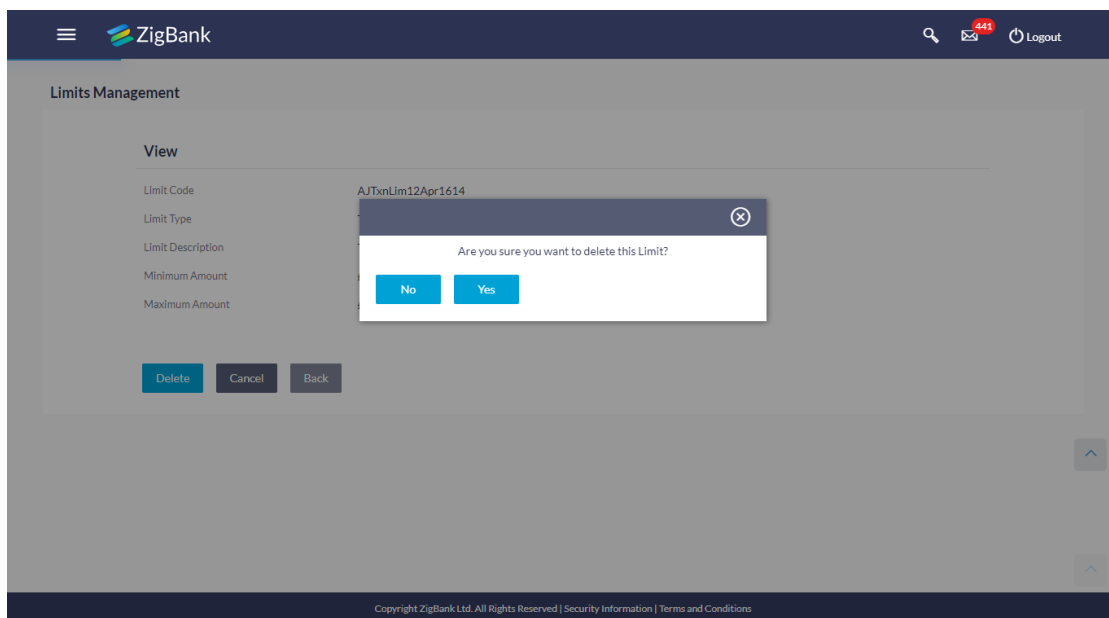 ZigBank
441
Logout
Limits Management
View
Limit Code AJTxnLim12Apr1614
Limit Type
Limit Description
Minimum Amount
Maximum Amount
Are you sure you want to delete this Limit?
No Yes
Delete Cancel Back
Copyright ZigBank Ltd. All Rights Reserved | Security Information | Terms and Conditions